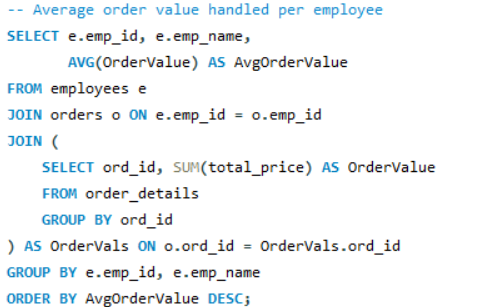 -- Average order value handled per employee
SELECT e.emp_id, e.emp_name,
       AVG(OrderValue) AS AvgOrderValue
FROM employees e
JOIN orders o ON e.emp_id = o.emp_id
JOIN (
    SELECT ord_id, SUM(total_price) AS OrderValue
    FROM order_details
    GROUP BY ord_id
) AS OrderVals ON o.ord_id = OrderVals.ord_id
GROUP BY e.emp_id, e.emp_name
ORDER BY AvgOrderValue DESC;